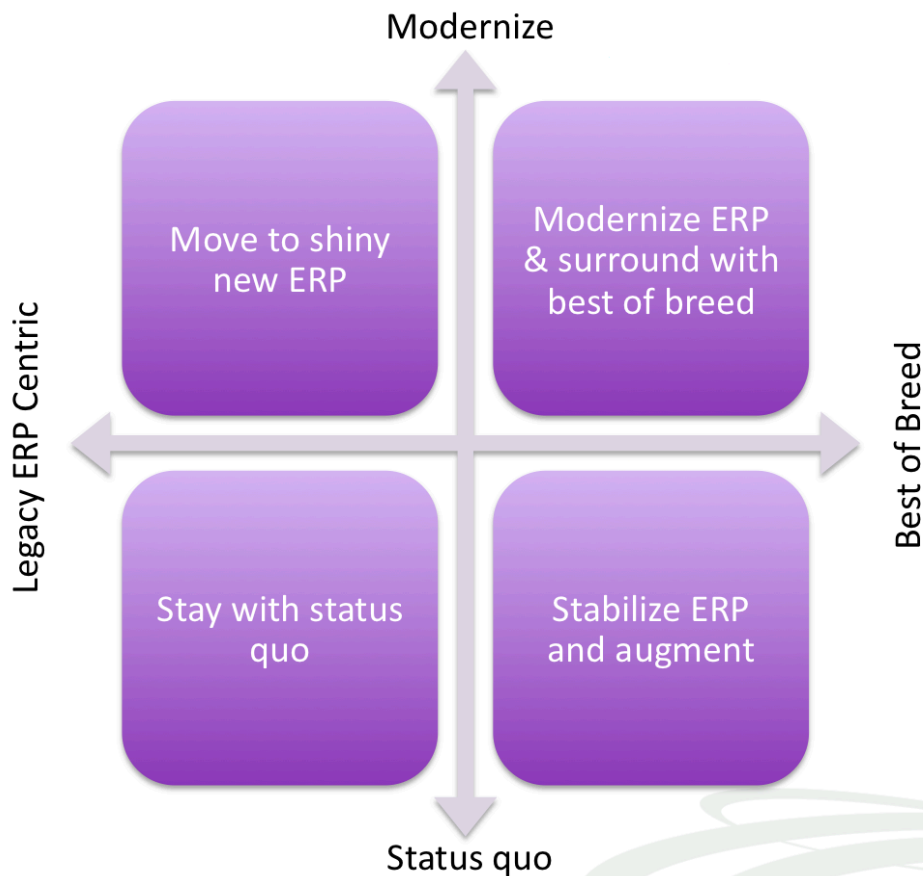 Modernize
Move to shiny
new ERP
Modernize ERP
& surround with
best of breed
Legacy ERP Centric
Best of Breed
Stay with status
quo
Stabilize ERP
and augment
Status quo